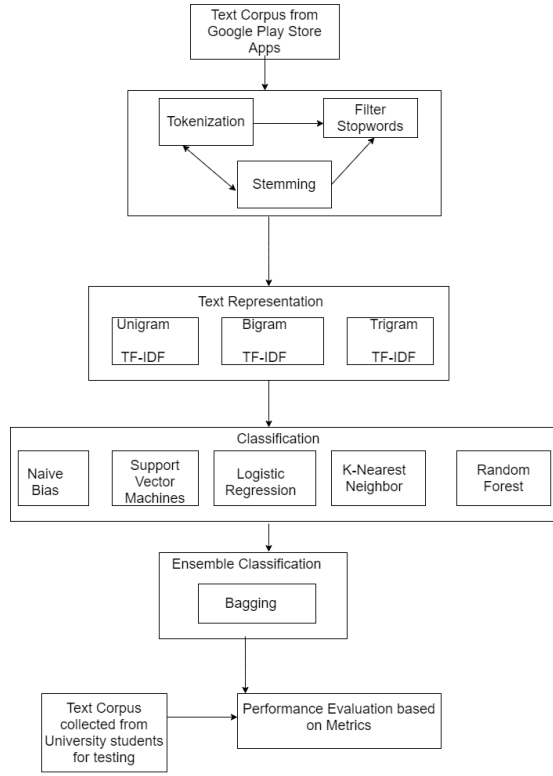 Text Corpus from
Google Play Store
Apps
Tokenization
Filter
Stopwords
Stemming
Text Representation
Unigram
TF-IDF
Bigram
TF-IDF
Trigram
TF-IDF
Classification
Naive
Bias
Support
Vector
Machines
Logistic
Regression
K-Nearest
Neighbor
Random
Forest
Ensemble Classification
Bagging
Text Corpus
collected from
University students
for testing
Performance Evaluation based
on Metrics